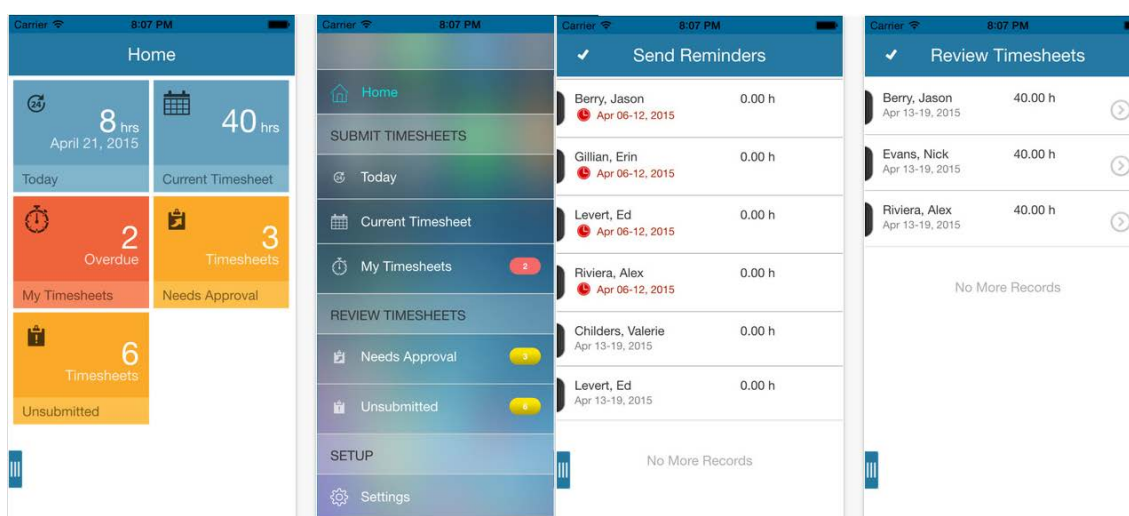 Carrier 8:07 PM
Home
24
8 hrs
April 21, 2015
Today
40 hrs
Current Timesheet
2
Overdue
My Timesheets
3
Timesheets
Needs Approval
6
Timesheets
Unsubmitted
Carrier 8:07 PM
Home
SUBMIT TIMESHEETS
24 Today
Current Timesheet
My Timesheets 2
REVIEW TIMESHEETS
Needs Approval 3
Unsubmitted 6
SETUP
Settings
Carrier 8:07 PM
Send Reminders
Berry, Jason 0.00 h
Apr 06-12, 2015
Gillian, Erin 0.00 h
Apr 06-12, 2015
Levert, Ed 0.00 h
Apr 06-12, 2015
Riviera, Alex 0.00 h
Apr 06-12, 2015
Childers, Valerie 0.00 h
Apr 13-19, 2015
Levert, Ed 0.00 h
Apr 13-19, 2015
No More Records
Carrier 8:07 PM
Review Timesheets
Berry, Jason 40.00 h
Apr 13-19, 2015
Evans, Nick 40.00 h
Apr 13-19, 2015
Riviera, Alex 40.00 h
Apr 13-19, 2015
No More Records